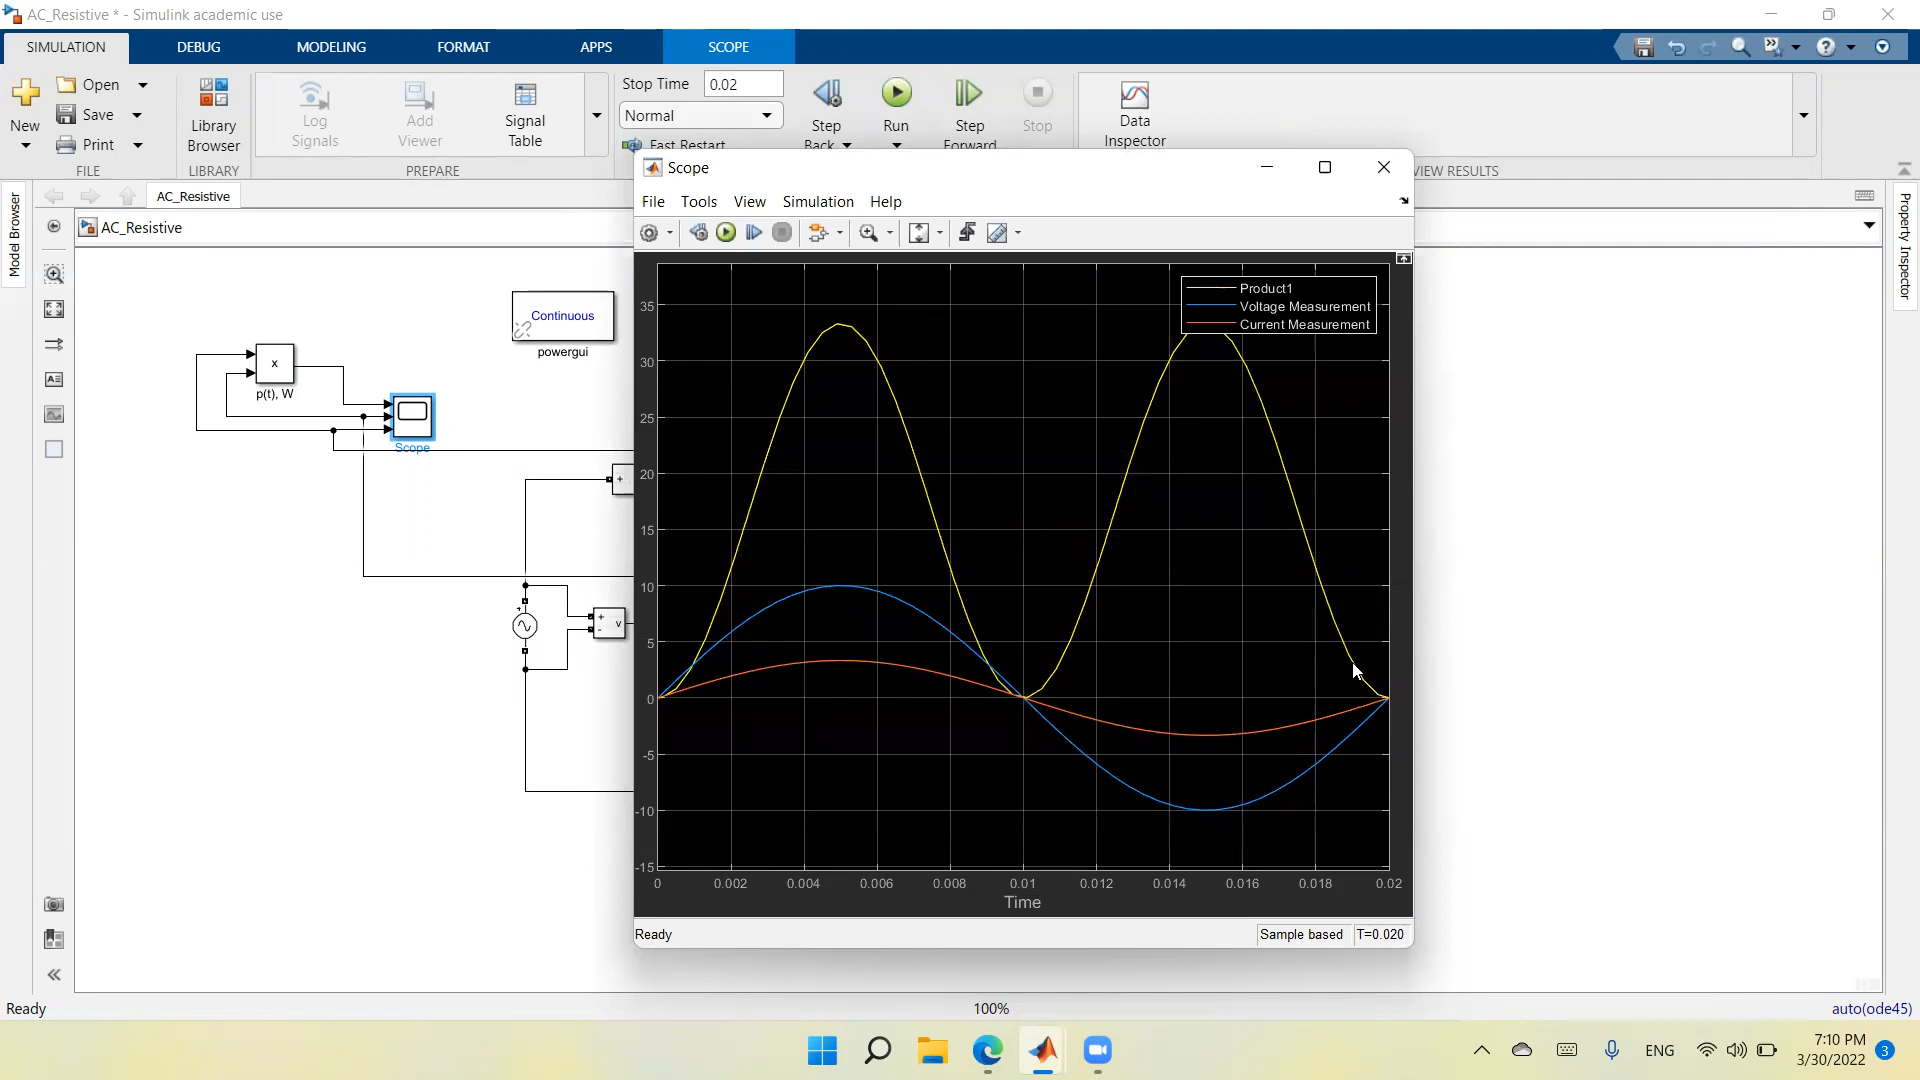 AC_Resistive * - Simulink academic use
SIMULATION DEBUG MODELING FORMAT APPS SCOPE
New
Open
Save
Print
FILE
Library Browser
LIBRARY
Log Signals
Add Viewer
Signal Table
PREPARE
Stop Time 0.02
Normal
Fast Restart
Step Back
Run
Step Forward
Stop
Data Inspector
VIEW RESULTS
Model Browser
AC_Resistive
AC_Resistive
Property Inspector
Continuous
powergui
x
p(t), W
Scope
+
+
-
v
+
Scope
File Tools View Simulation Help
Product1
Voltage Measurement
Current Measurement
35
30
25
20
15
10
5
0
-5
-10
-15
0 0.002 0.004 0.006 0.008 0.01 0.012 0.014 0.016 0.018 0.02
Time
Ready Sample based T=0.020
Ready 100% auto(ode45)
ENG
7:10 PM
3/30/2022
3